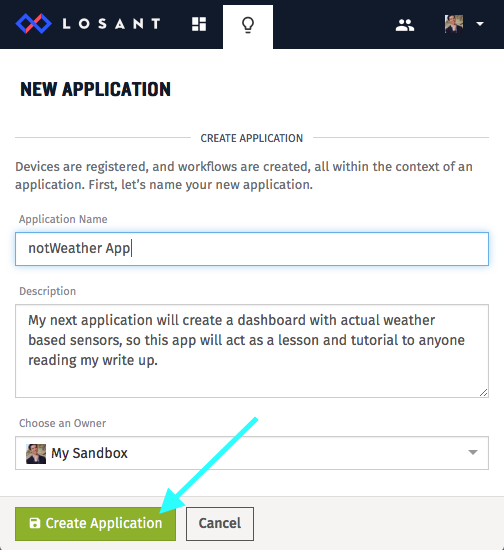 LOSANT
NEW APPLICATION
CREATE APPLICATION
Devices are registered, and workflows are created, all within the context of an
application. First, let’s name your new application.
Application Name
notWeather App
Description
My next application will create a dashboard with actual weather
based sensors, so this app will act as a lesson and tutorial to anyone
reading my write up.
Choose an Owner
My Sandbox
Create Application
Cancel